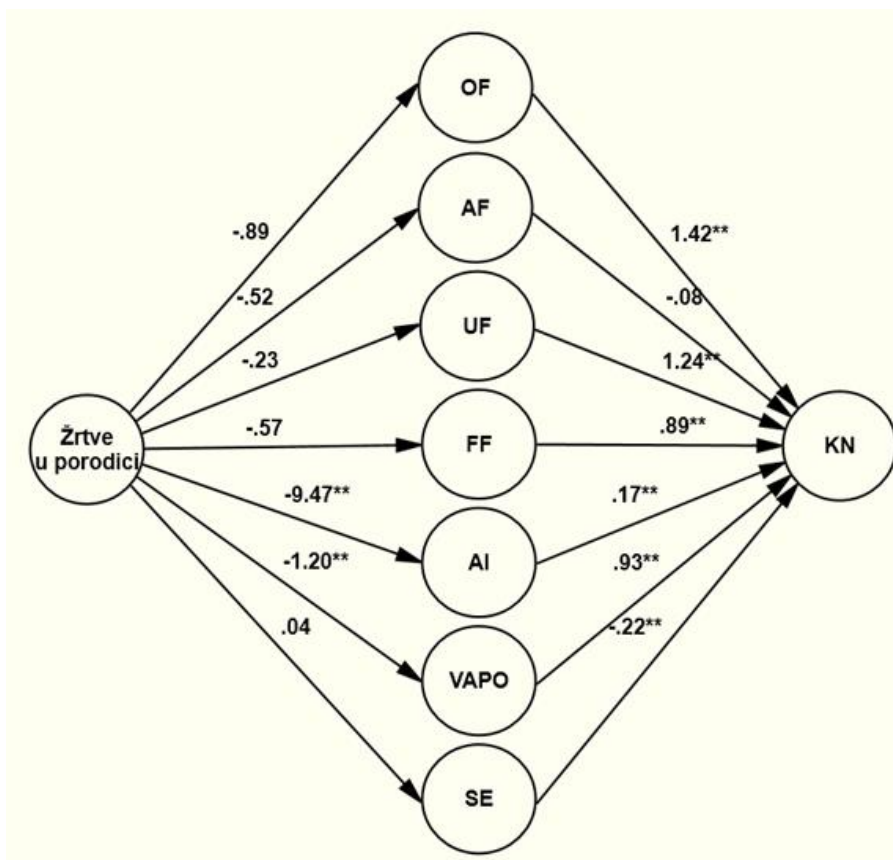 OF
AF
UF
FF
AI
VAPO
SE
Žrtve
u porodici
KN
-.89
-.52
-.23
-.57
-9.47**
-1.20**
.04
1.42**
-.08
1.24**
.89**
.17**
.93**
-.22**